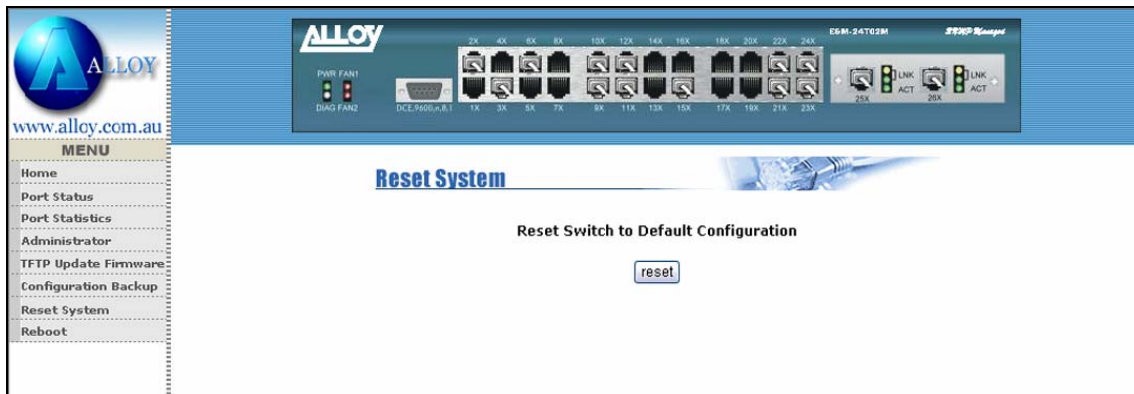 ALLOY
www.alloy.com.au
MENU
Home
Port Status
Port Statistics
Administrator
TFTP Update Firmware
Configuration Backup
Reset System
Reboot
ALLOY
PWR FAN1
DIAG FAN2
DCE,9600,n,8,1
2X 4X 6X 8X 10X 12X 14X 16X 18X 20X 22X 24X
1X 3X 5X 7X 9X 11X 13X 15X 17X 19X 21X 23X
ESM-24T02M
LNK
ACT
25X
LNK
ACT
26X
Reset System
Reset Switch to Default Configuration
reset